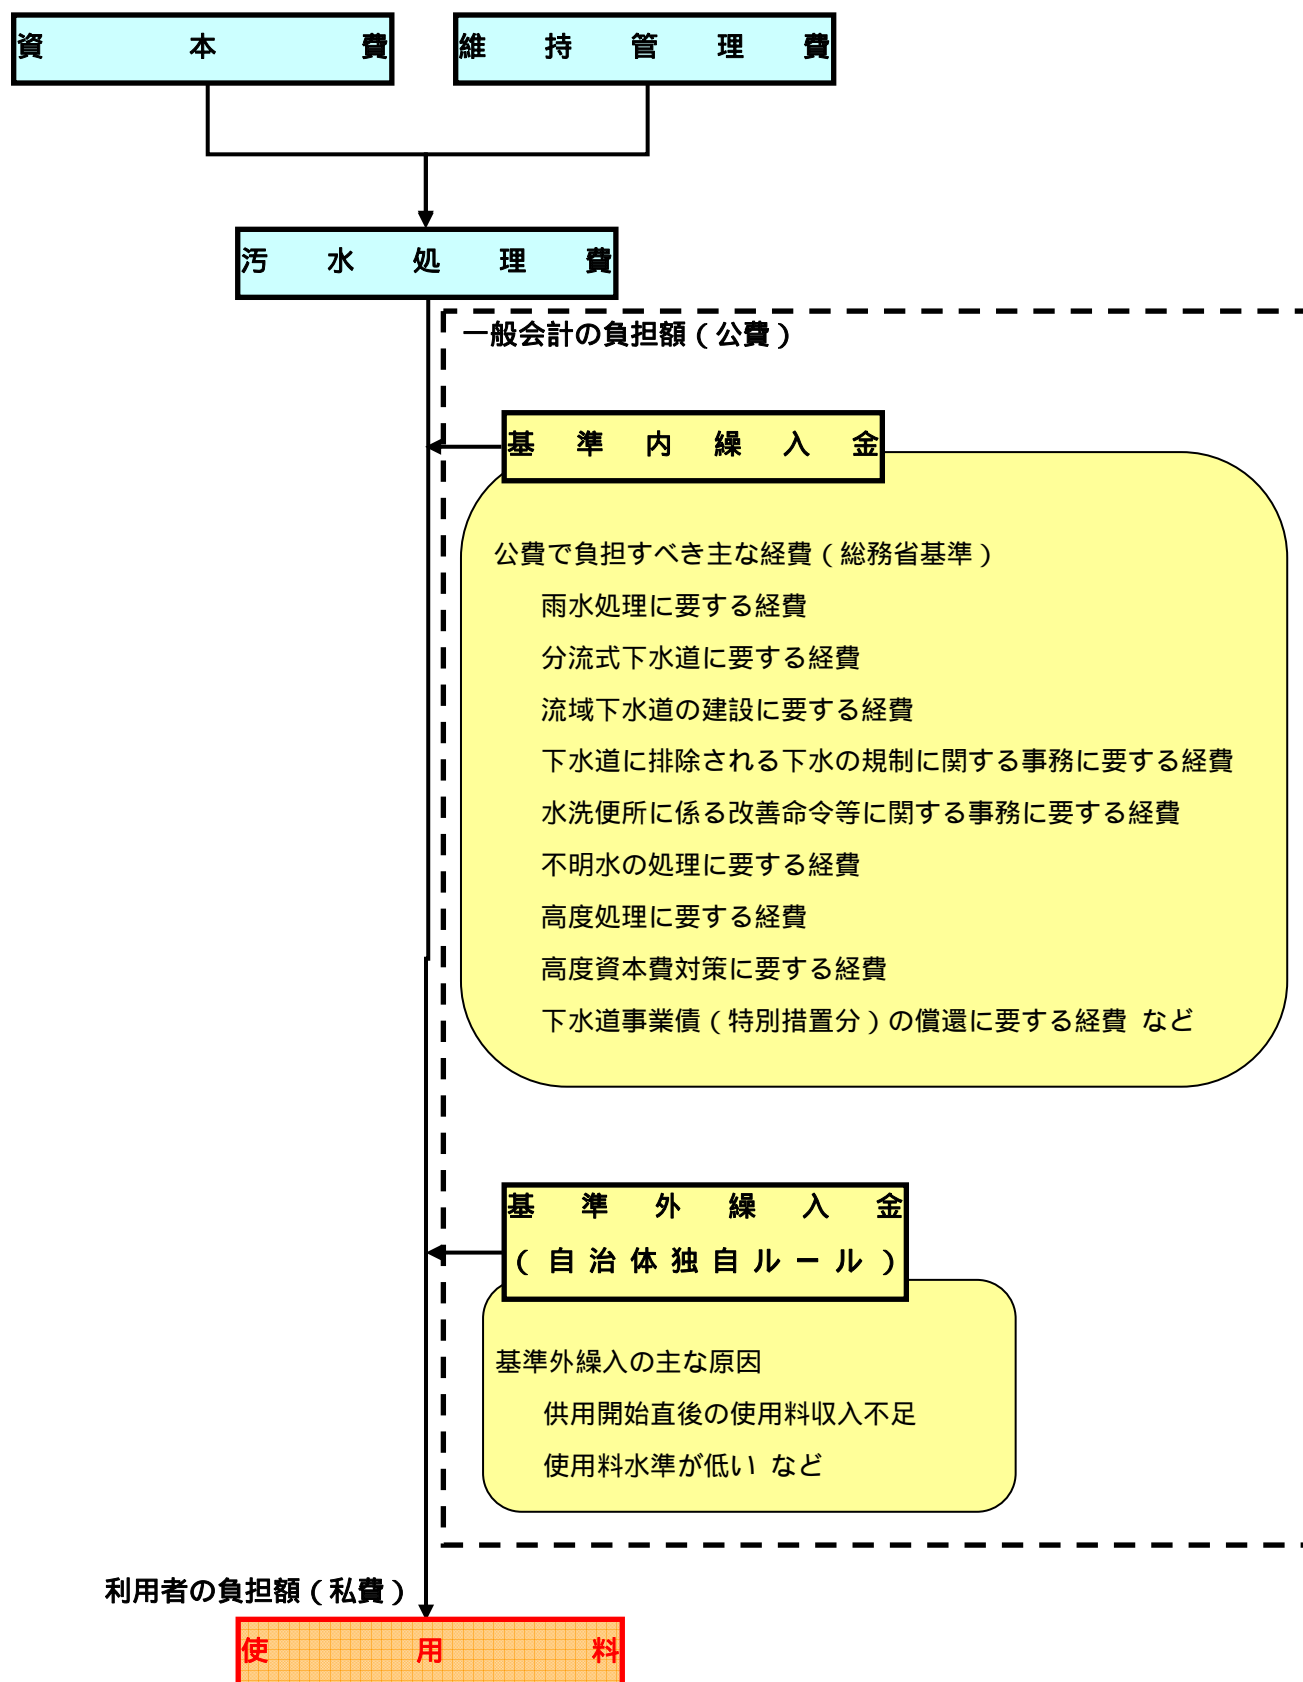 資本費
維持管理費
汚水処理費
一般会計の負担額（公費）
基準内繰入金
公費で負担すべき主な経費（総務省基準）
雨水処理に要する経費
分流式下水道に要する経費
流域下水道の建設に要する経費
下水道に排除される下水の規制に関する事務に要する経費
水洗便所に係る改善命令等に関する事務に要する経費
不明水の処理に要する経費
高度処理に要する経費
高度資本費対策に要する経費
下水道事業債（特別措置分）の償還に要する経費 など
基準外繰入金
（自治体独自ルール）
基準外繰入の主な原因
供用開始直後の使用料収入不足
使用料水準が低い など
利用者の負担額（私費）
使用料